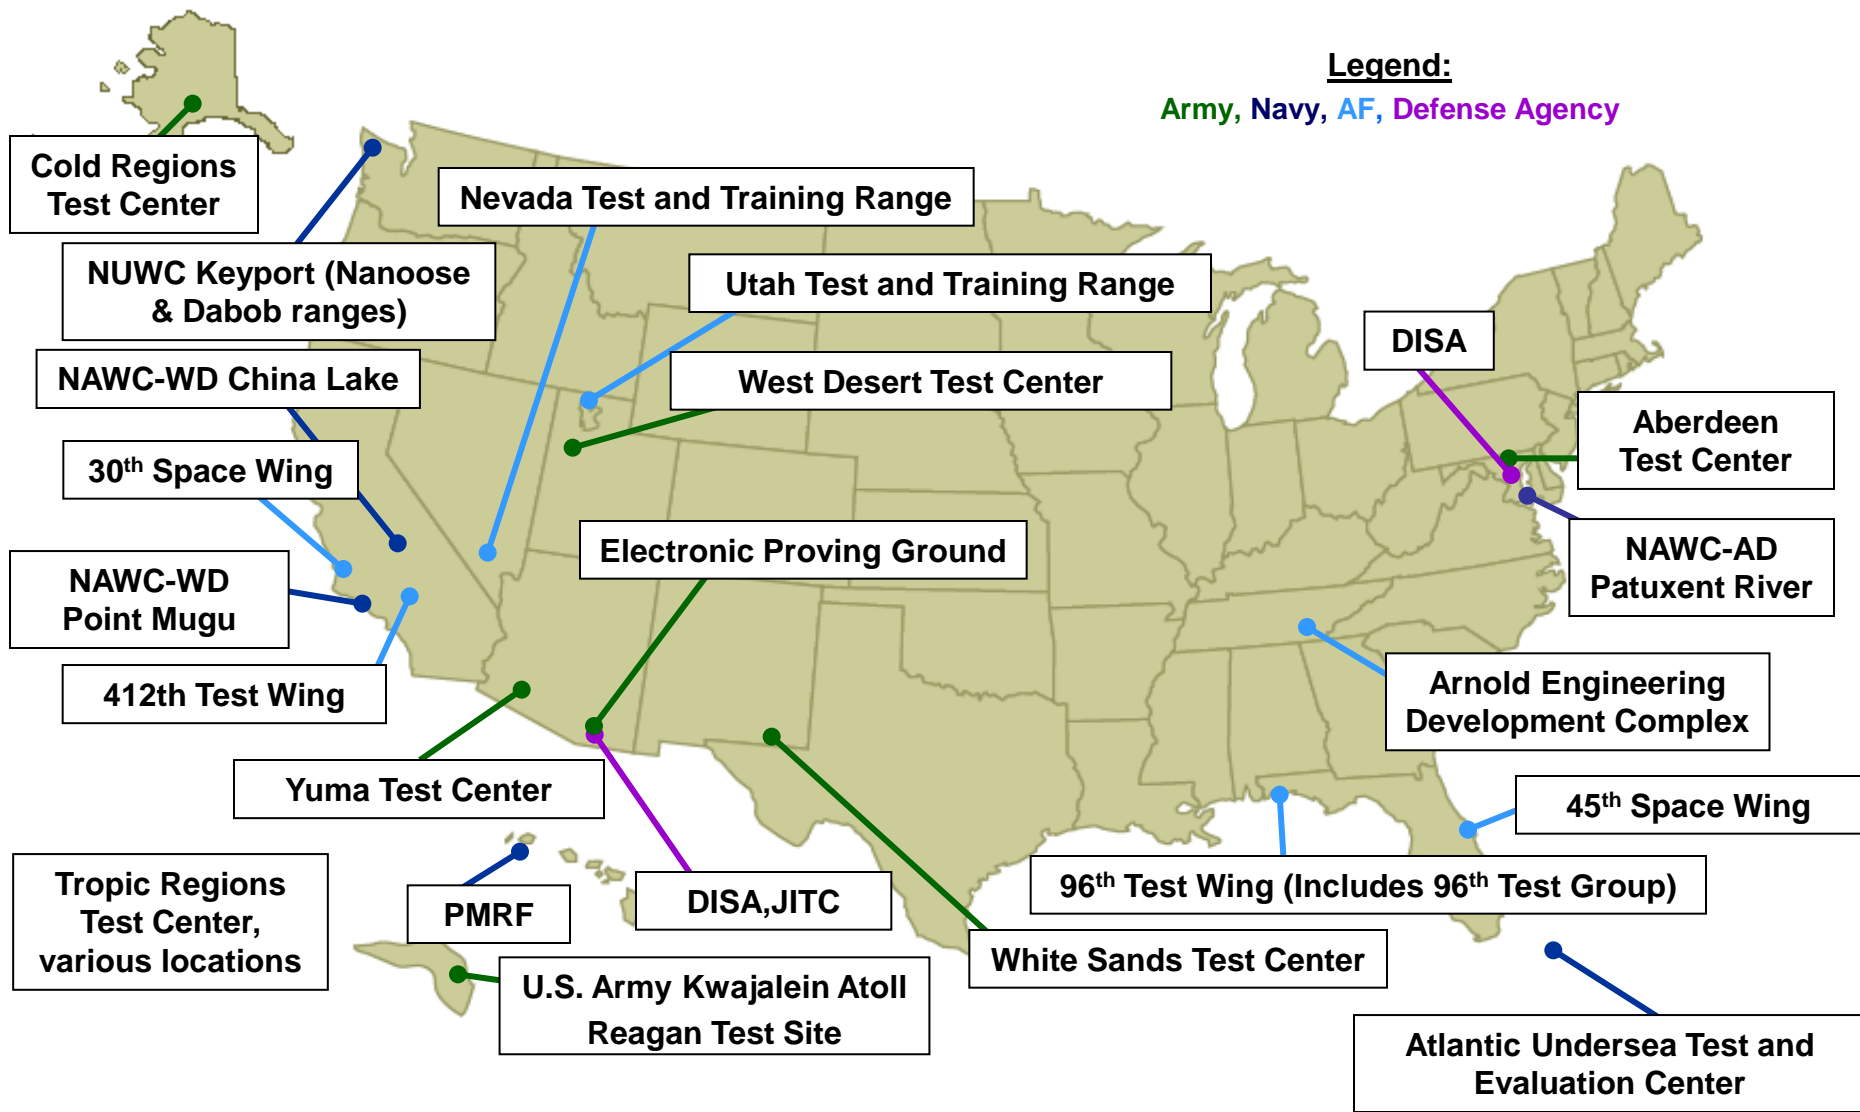 Legend:
Army, Navy, AF, Defense Agency
Cold Regions
Test Center
Nevada Test and Training Range
NUWC Keyport (Nanoose
& Dabob ranges)
Utah Test and Training Range
DISA
NAWC-WD China Lake
West Desert Test Center
Aberdeen
Test Center
30th Space Wing
Electronic Proving Ground
NAWC-AD
Patuxent River
NAWC-WD
Point Mugu
412th Test Wing
Arnold Engineering
Development Complex
Yuma Test Center
45th Space Wing
Tropic Regions
Test Center,
various locations
PMRF
DISA,JITC
96th Test Wing (Includes 96th Test Group)
White Sands Test Center
U.S. Army Kwajalein Atoll
Reagan Test Site
Atlantic Undersea Test and
Evaluation Center